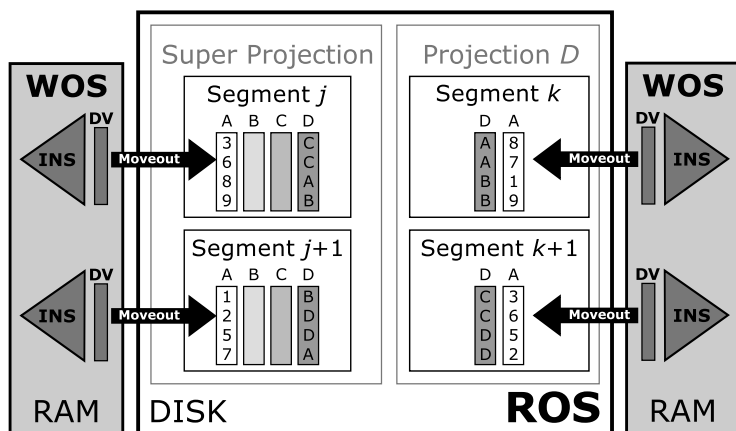 Super Projection
Projection D
WOS
WOS
Segment j
Segment k
A B C D
D A
DV
DV
INS
Moveout
3
6
8
9
C
C
A
B
A
A
B
B
8
7
1
9
Moveout
INS
Segment j+1
Segment k+1
A B C D
D A
DV
DV
INS
Moveout
1
2
5
7
B
D
D
A
C
C
D
D
3
6
5
2
Moveout
INS
RAM
DISK
ROS
RAM